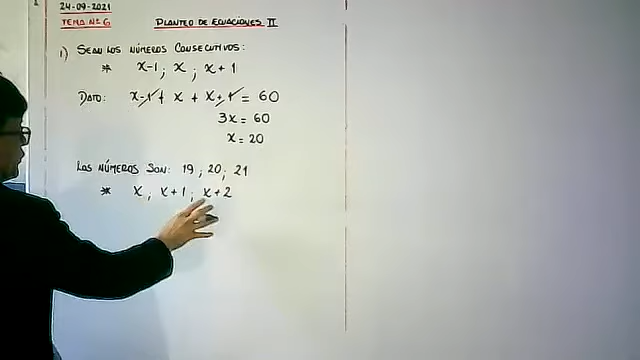 24-09-2021
TEMA Nº 6 PLANTEO DE ECUACIONES II
1) SEAN LOS NÚMEROS CONSECUTIVOS:
* x-1 ; x ; x+1
DATO: x-1 + x + x+1 = 60
3x = 60
x = 20
LOS NÚMEROS SON: 19 ; 20 ; 21
* x ; x+1 ; x+2